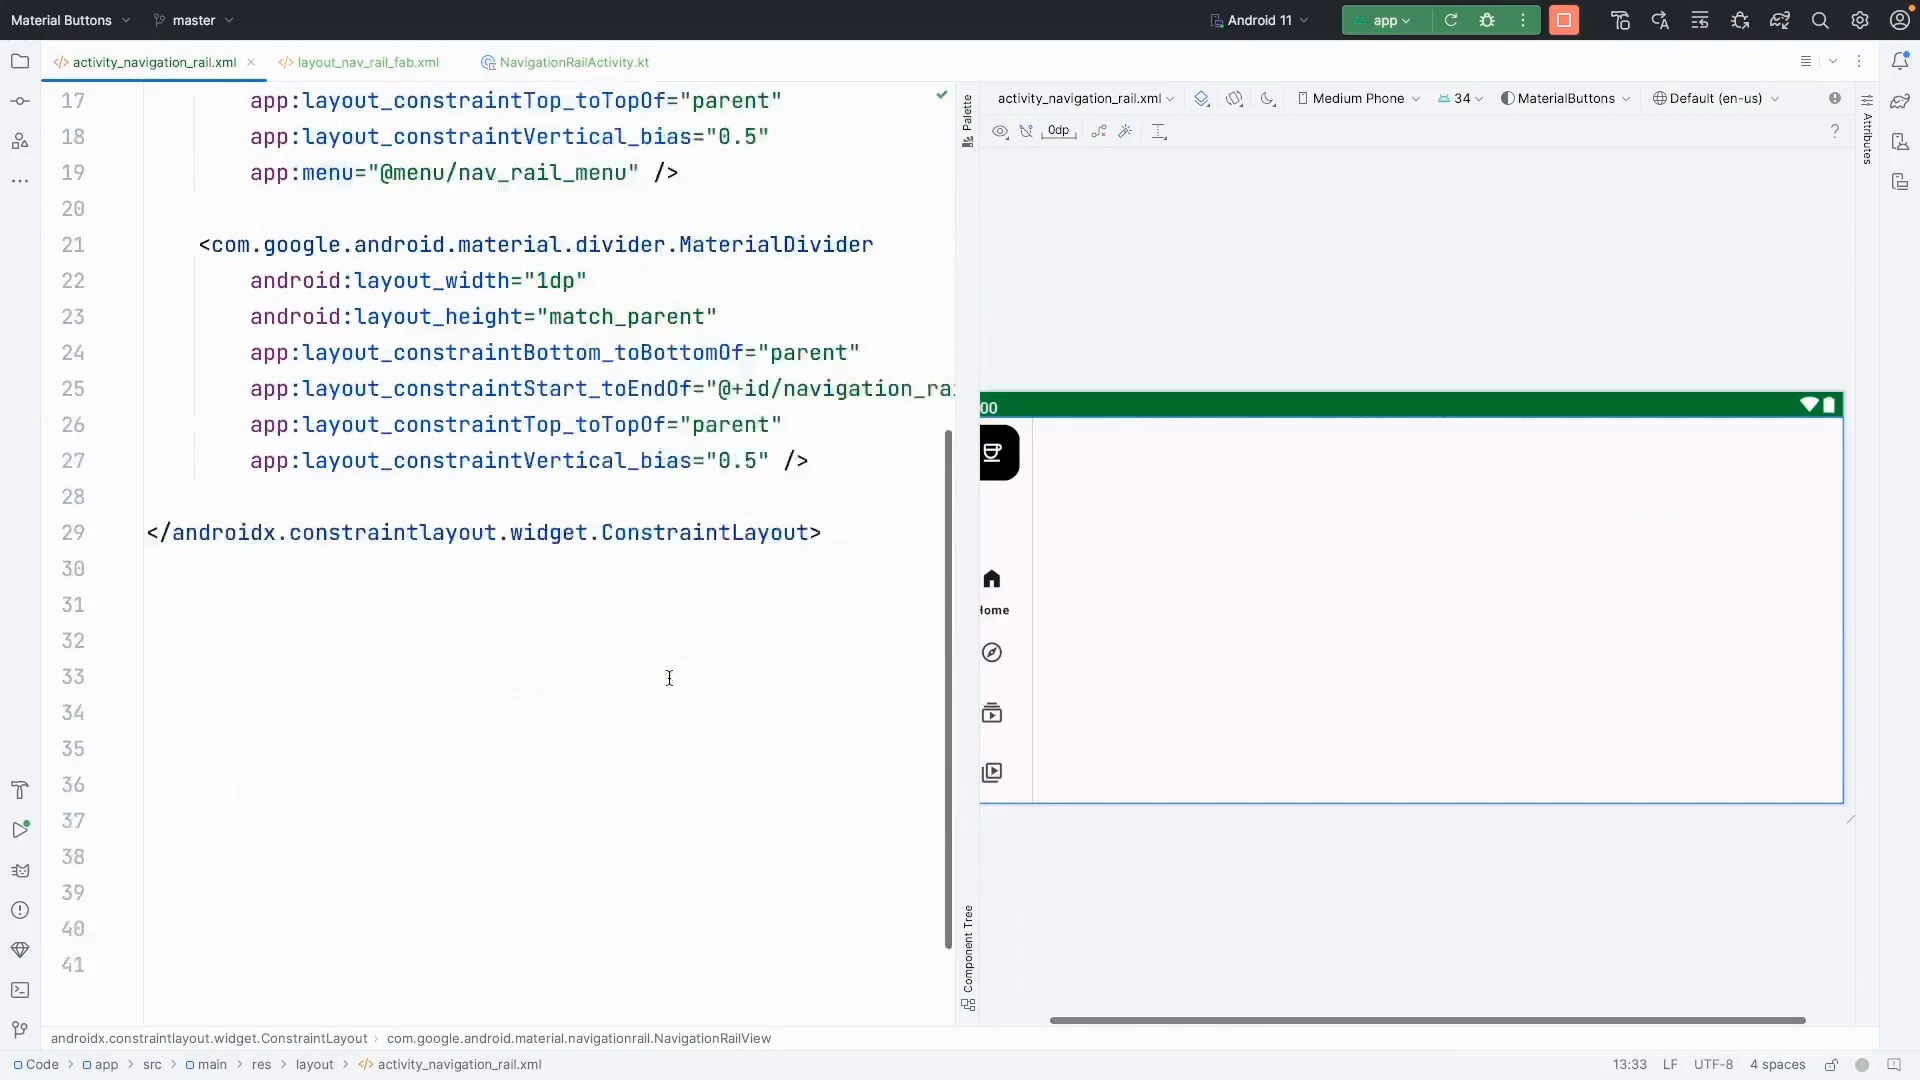 Material Buttons
master
Android 11
app
activity_navigation_rail.xml
layout_nav_rail_fab.xml
NavigationRailActivity.kt
17 app:layout_constraintTop_toTopOf="parent"
18 app:layout_constraintVertical_bias="0.5"
19 app:menu="@menu/nav_rail_menu" />
20
21 <com.google.android.material.divider.MaterialDivider
22 android:layout_width="1dp"
23 android:layout_height="match_parent"
24 app:layout_constraintBottom_toBottomOf="parent"
25 app:layout_constraintStart_toEndOf="@+id/navigation_ra
26 app:layout_constraintTop_toTopOf="parent"
27 app:layout_constraintVertical_bias="0.5" />
28
29 </androidx.constraintlayout.widget.ConstraintLayout>
30
31
32
33
34
35
36
37
38
39
40
41
Palette
Component Tree
activity_navigation_rail.xml
Medium Phone
34
MaterialButtons
Default (en-us)
0dp
?
Attributes
00
Home
androidx.constraintlayout.widget.ConstraintLayout › com.google.android.material.navigationrail.NavigationRailView
Code > app > src > main > res > layout > activity_navigation_rail.xml
13:33 LF UTF-8 4 spaces